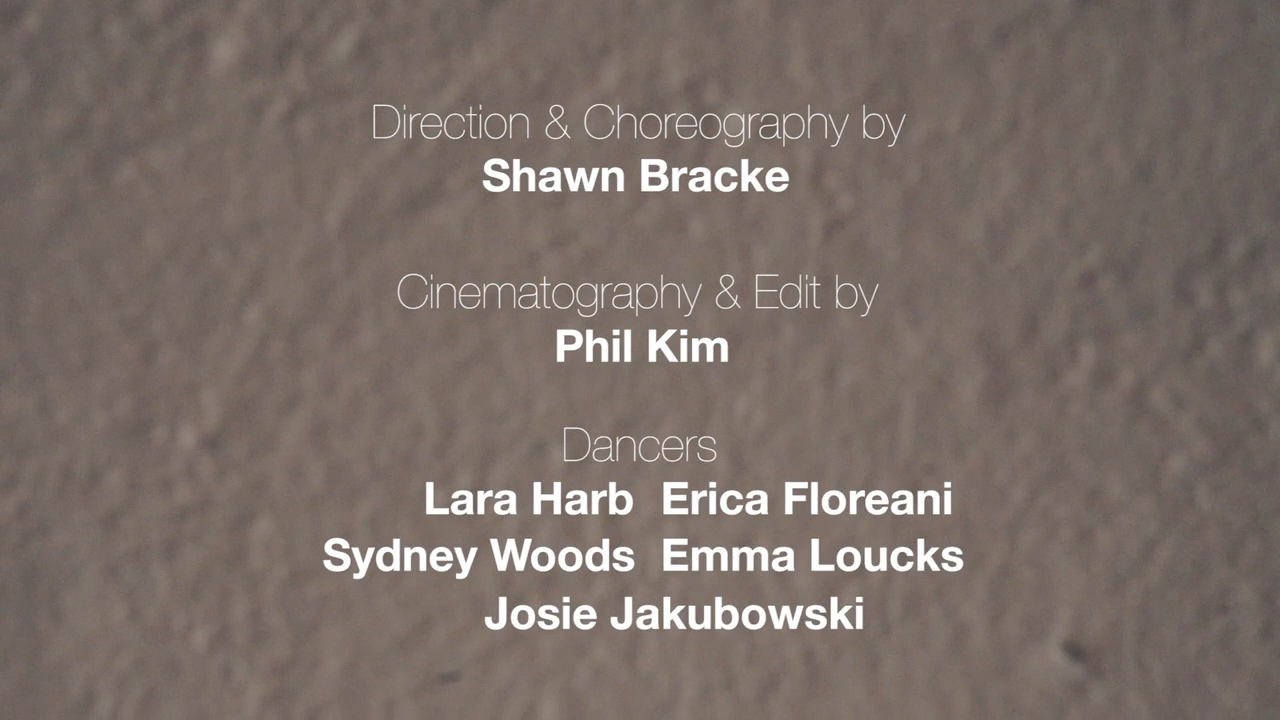 Direction & Choreography by
Shawn Bracke
Cinematography & Edit by
Phil Kim
Dancers
Lara Harb Erica Floreani
Sydney Woods Emma Loucks
Josie Jakubowski